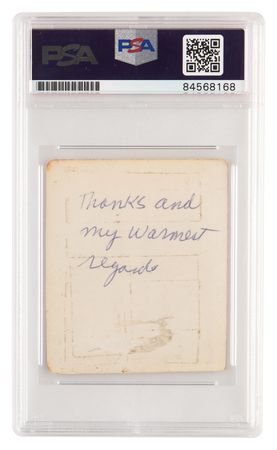 PSA
PSA
84568168
Thanks and
my Warmest
regards